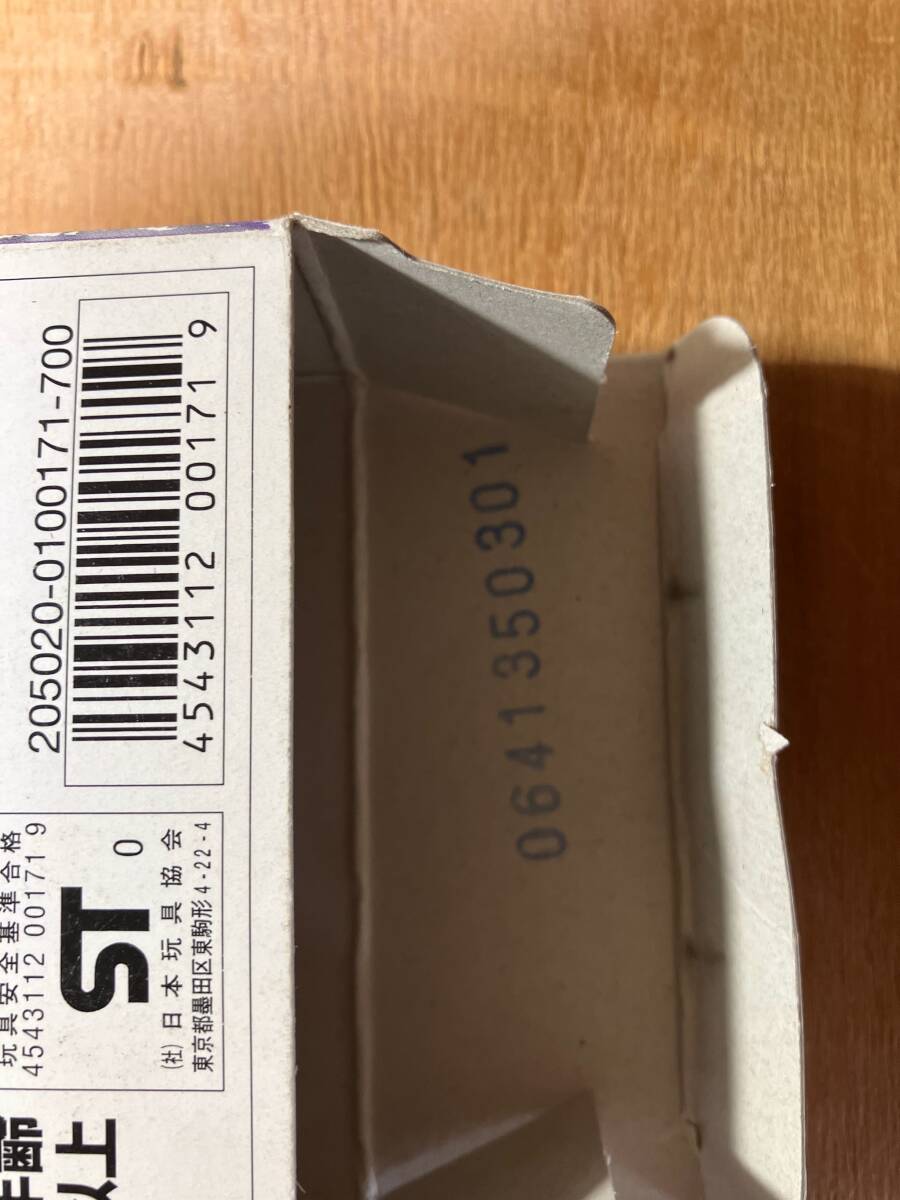 205020-0100171-700
4543112 00171 9
玩具安全基準合格
4543112 00171 9
ST
0
(社)日本玩具協会
東京都墨田区東駒形4-22-4
齢
以上
0641350301